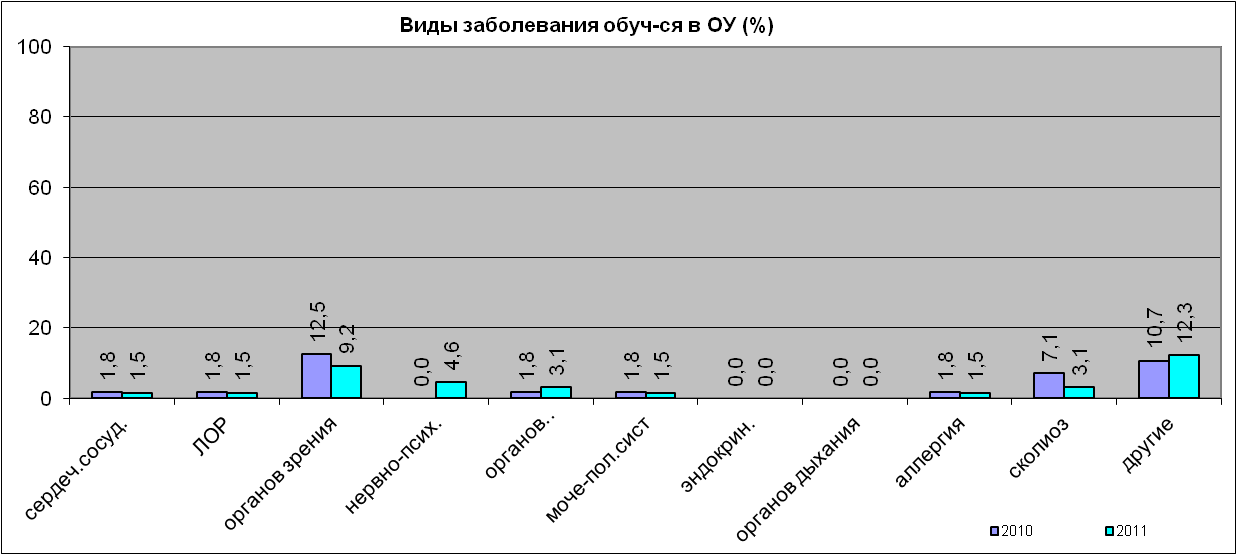 Виды заболевания обуч-ся в ОУ (%)
100
80
60
40
20
0
1,8 1,5
1,8 1,5
12,5 9,2
0,0 4,6
1,8 3,1
1,8 1,5
0,0 0,0
0,0 0,0
1,8 1,5
7,1 3,1
10,7 12,3
сердеч.сосуд.
ЛОР
органов зрения
нервно-псих.
органов..
моче-пол.сист
эндокрин.
органов дыхания
аллергия
сколиоз
другие
2010 2011